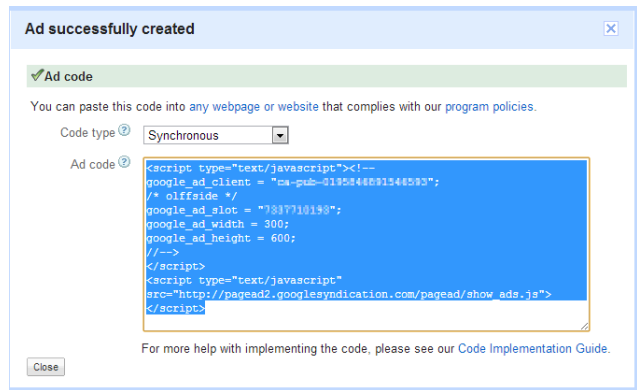 Ad successfully created
Ad code
You can paste this code into any webpage or website that complies with our program policies.
Code type ?
Synchronous
Ad code ?
<script type="text/javascript"><!--
google_ad_client = "";
/* olffside */
google_ad_slot = "";
google_ad_width = 300;
google_ad_height = 600;
//-->
</script>
<script type="text/javascript"
src="http://pagead2.googlesyndication.com/pagead/show_ads.js">
</script>
For more help with implementing the code, please see our Code Implementation Guide.
Close